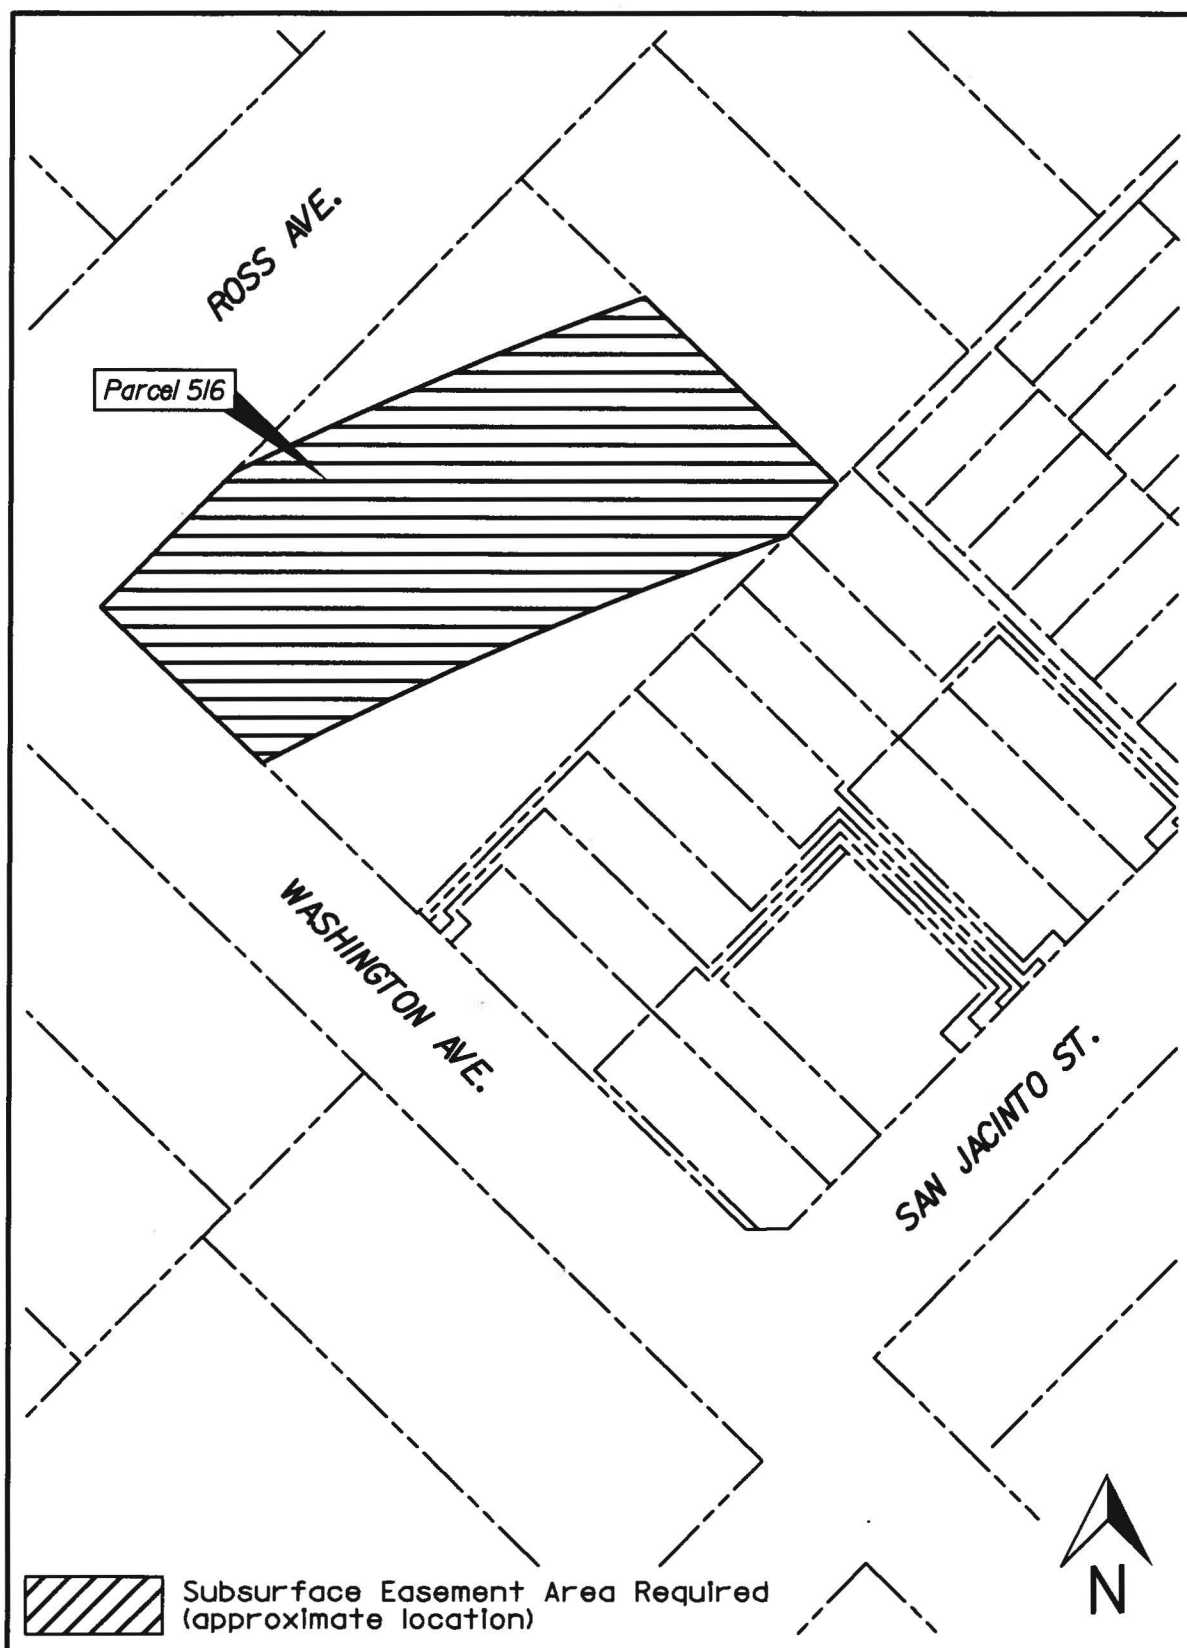 ROSS AVE.
Parcel 516
WASHINGTON AVE.
SAN JACINTO ST.
N
Subsurface Easement Area Required
(approximate location)